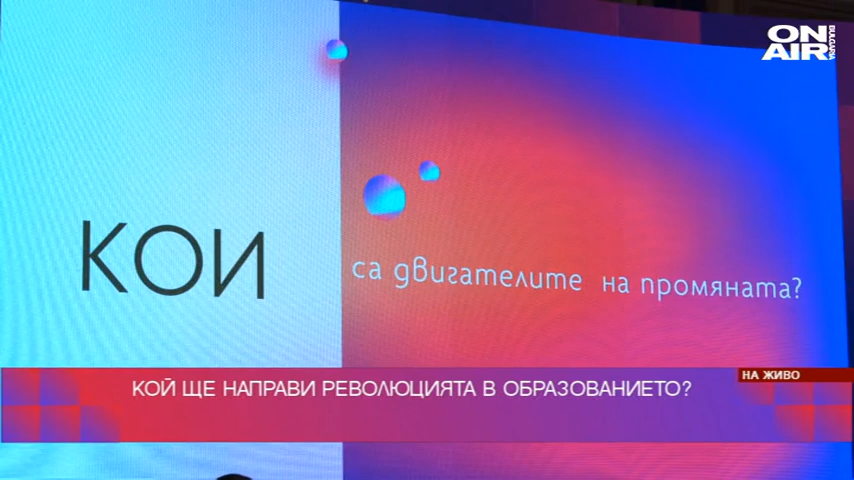 ON
AIR
BULGARIA
КОИ
са двигателите на промяната?
НА ЖИВО
КОЙ ЩЕ НАПРАВИ РЕВОЛЮЦИЯТА В ОБРАЗОВАНИЕТО?